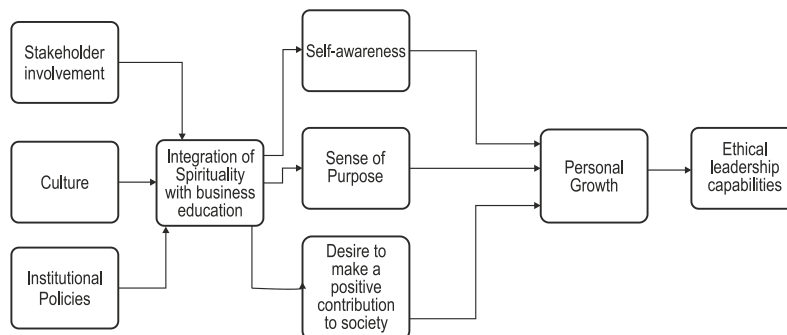 Stakeholder
involvement
Culture
Institutional
Policies
Integration of
Spirituality
with business
education
Self-awareness
Sense of
Purpose
Desire to
make a
positive
contribution
to society
Personal
Growth
Ethical
leadership
capabilities